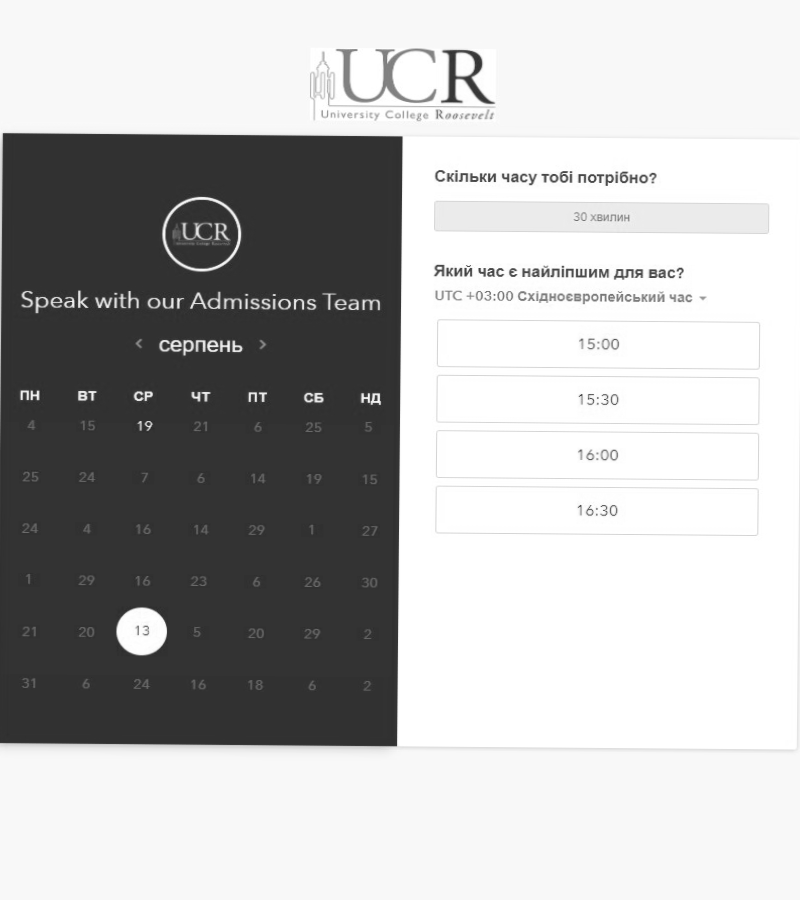 UCR
University College Roosevelt
UCR
Speak with our Admissions Team
серпень
ПН ВТ СР ЧТ ПТ СБ НД
4 15 19 21 6 25 5
25 24 7 6 14 19 15
24 4 16 14 29 1 27
1 29 16 23 6 26 30
21 20 13 5 20 29 2
31 6 24 16 18 6 2
Скільки часу тобі потрібно?
30 хвилин
Який час є найліпшим для вас?
UTC +03:00 Східноєвропейський час
15:00
15:30
16:00
16:30